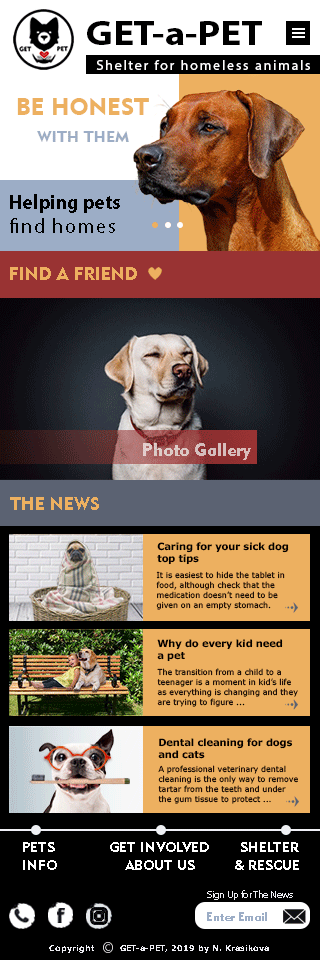 GET PET
GET-a-PET
Shelter for homeless animals
BE HONEST
WITH THEM
Helping pets
find homes
FIND A FRIEND
Photo Gallery
THE NEWS
Caring for your sick dog
top tips
It is easiest to hide the tablet in
food, although check that the
medication doesn't need to be
given on an empty stomach.
Why do every kid need
a pet
The transition from a child to a
teenager is a moment in kid's life
as everything is changing and they
are trying to figure ...
Dental cleaning for dogs
and cats
A professional veterinary dental
cleaning is the only way to remove
tartar from the teeth and under
the gum tissue to protect ...
PETS
INFO
GET INVOLVED
ABOUT US
SHELTER
& RESCUE
Sign Up for The News
Enter Email
Copyright © GET-a-PET, 2019 by N. Krasikova